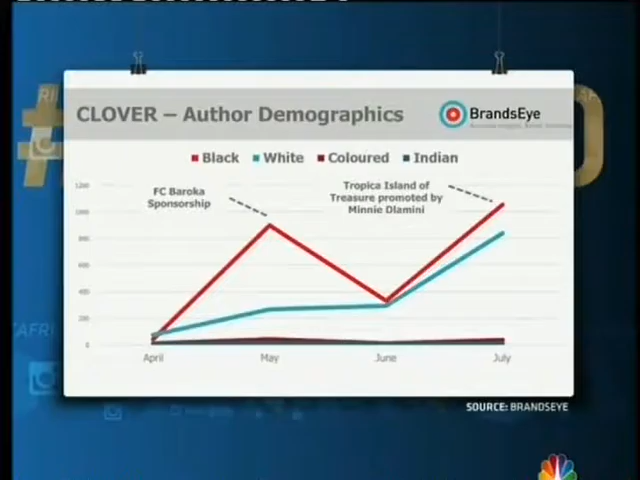 CLOVER – Author Demographics
BrandsEye
Black White Coloured Indian
FC Baroka
Sponsorship
Tropica Island of
Treasure promoted by
Minnie Dlamini
1200
1000
800
600
400
200
0
April May June July
SOURCE: BRANDSEYE